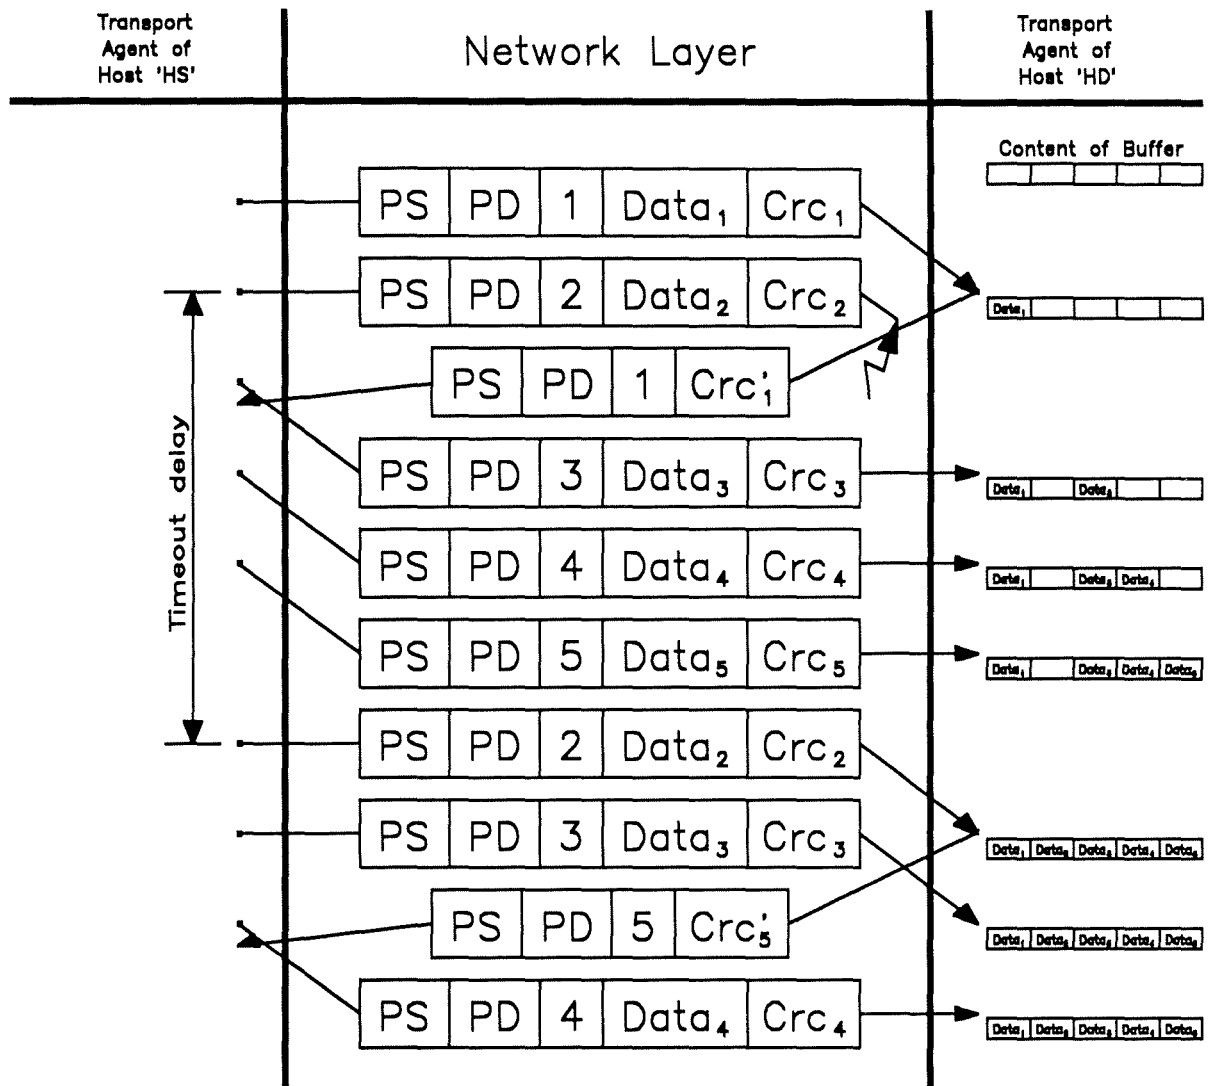 Transport
Agent of
Host 'HS'
Network Layer
Transport
Agent of
Host 'HD'
Content of Buffer
PS PD 1 Data₁ Crc₁
PS PD 2 Data₂ Crc₂
Data₁
PS PD 1 Crc'₁
Timeout delay
PS PD 3 Data₃ Crc₃
Data₁ Data₃
PS PD 4 Data₄ Crc₄
Data₁ Data₃ Data₄
PS PD 5 Data₅ Crc₅
Data₁ Data₃ Data₄ Data₅
PS PD 2 Data₂ Crc₂
PS PD 3 Data₃ Crc₃
Data₁ Data₂ Data₃ Data₄ Data₅
PS PD 5 Crc'₅
Data₁ Data₂ Data₃ Data₄ Data₅
PS PD 4 Data₄ Crc₄
Data₁ Data₂ Data₃ Data₄ Data₅